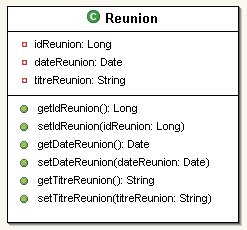 C Reunion
idReunion: Long
dateReunion: Date
titreReunion: String
getIdReunion(): Long
setIdReunion(idReunion: Long)
getDateReunion(): Date
setDateReunion(dateReunion: Date)
getTitreReunion(): String
setTitreReunion(titreReunion: String)